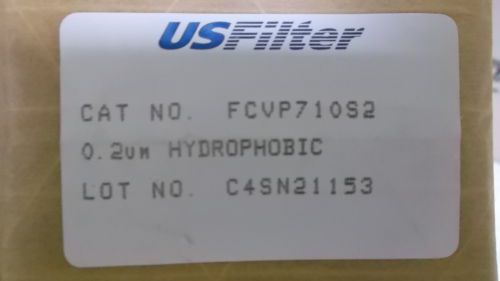 USFilter
CAT NO. FCVP710S2
0.2um HYDROPHOBIC
LOT NO. C4SN21153